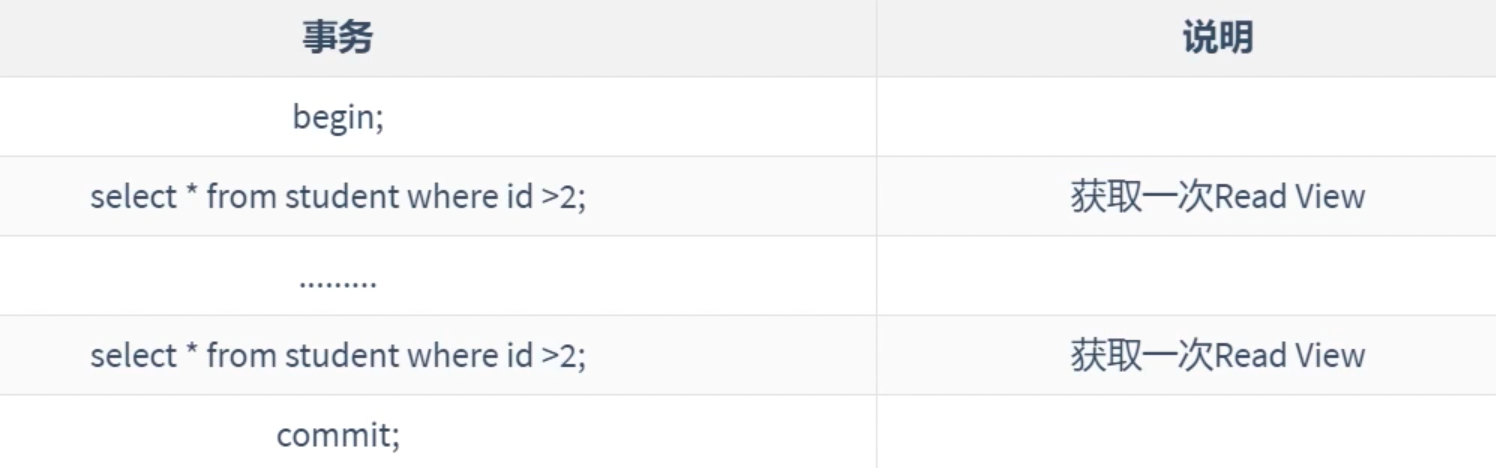 事务 说明
begin;
select * from student where id >2; 获取一次Read View
.........
select * from student where id >2; 获取一次Read View
commit;